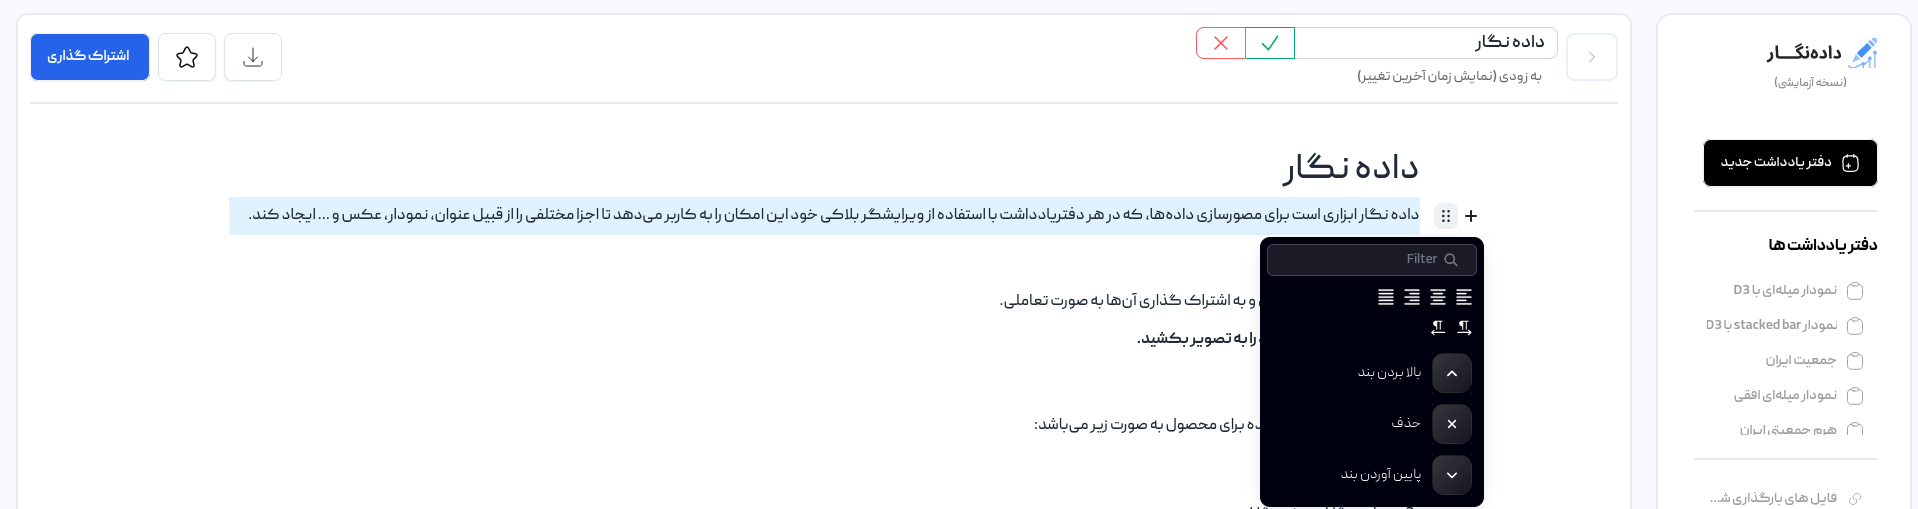 داده‌نگـــار
(نسخه آزمایشی)
دفتر یادداشت جدید
دفتر یادداشت ها
نمودار میله‌ای با D3
نمودار stacked bar با D3
جمعیت ایران
نمودار میله‌ای افقی
هرم جمعیتی ایران
فایل های بارگذاری شـ...
داده نگار
به زودی (نمایش زمان آخرین تغییر)
اشتراک گذاری
داده نگار
داده نگار ابزاری است برای مصورسازی داده‌ها، که در هر دفتریادداشت با استفاده از ویرایشگر بلاکی خود این امکان را به کاربر می‌دهد تا اجزا مختلفی را از قبیل عنوان، نمودار، عکس و ... ایجاد کند.
و به اشتراک گذاری آن‌ها به صورت تعاملی.
را به تصویر بکشید.
برای محصول به صورت زیر می‌باشد:
Filter
بالا بردن بند
حذف
پایین آوردن بند